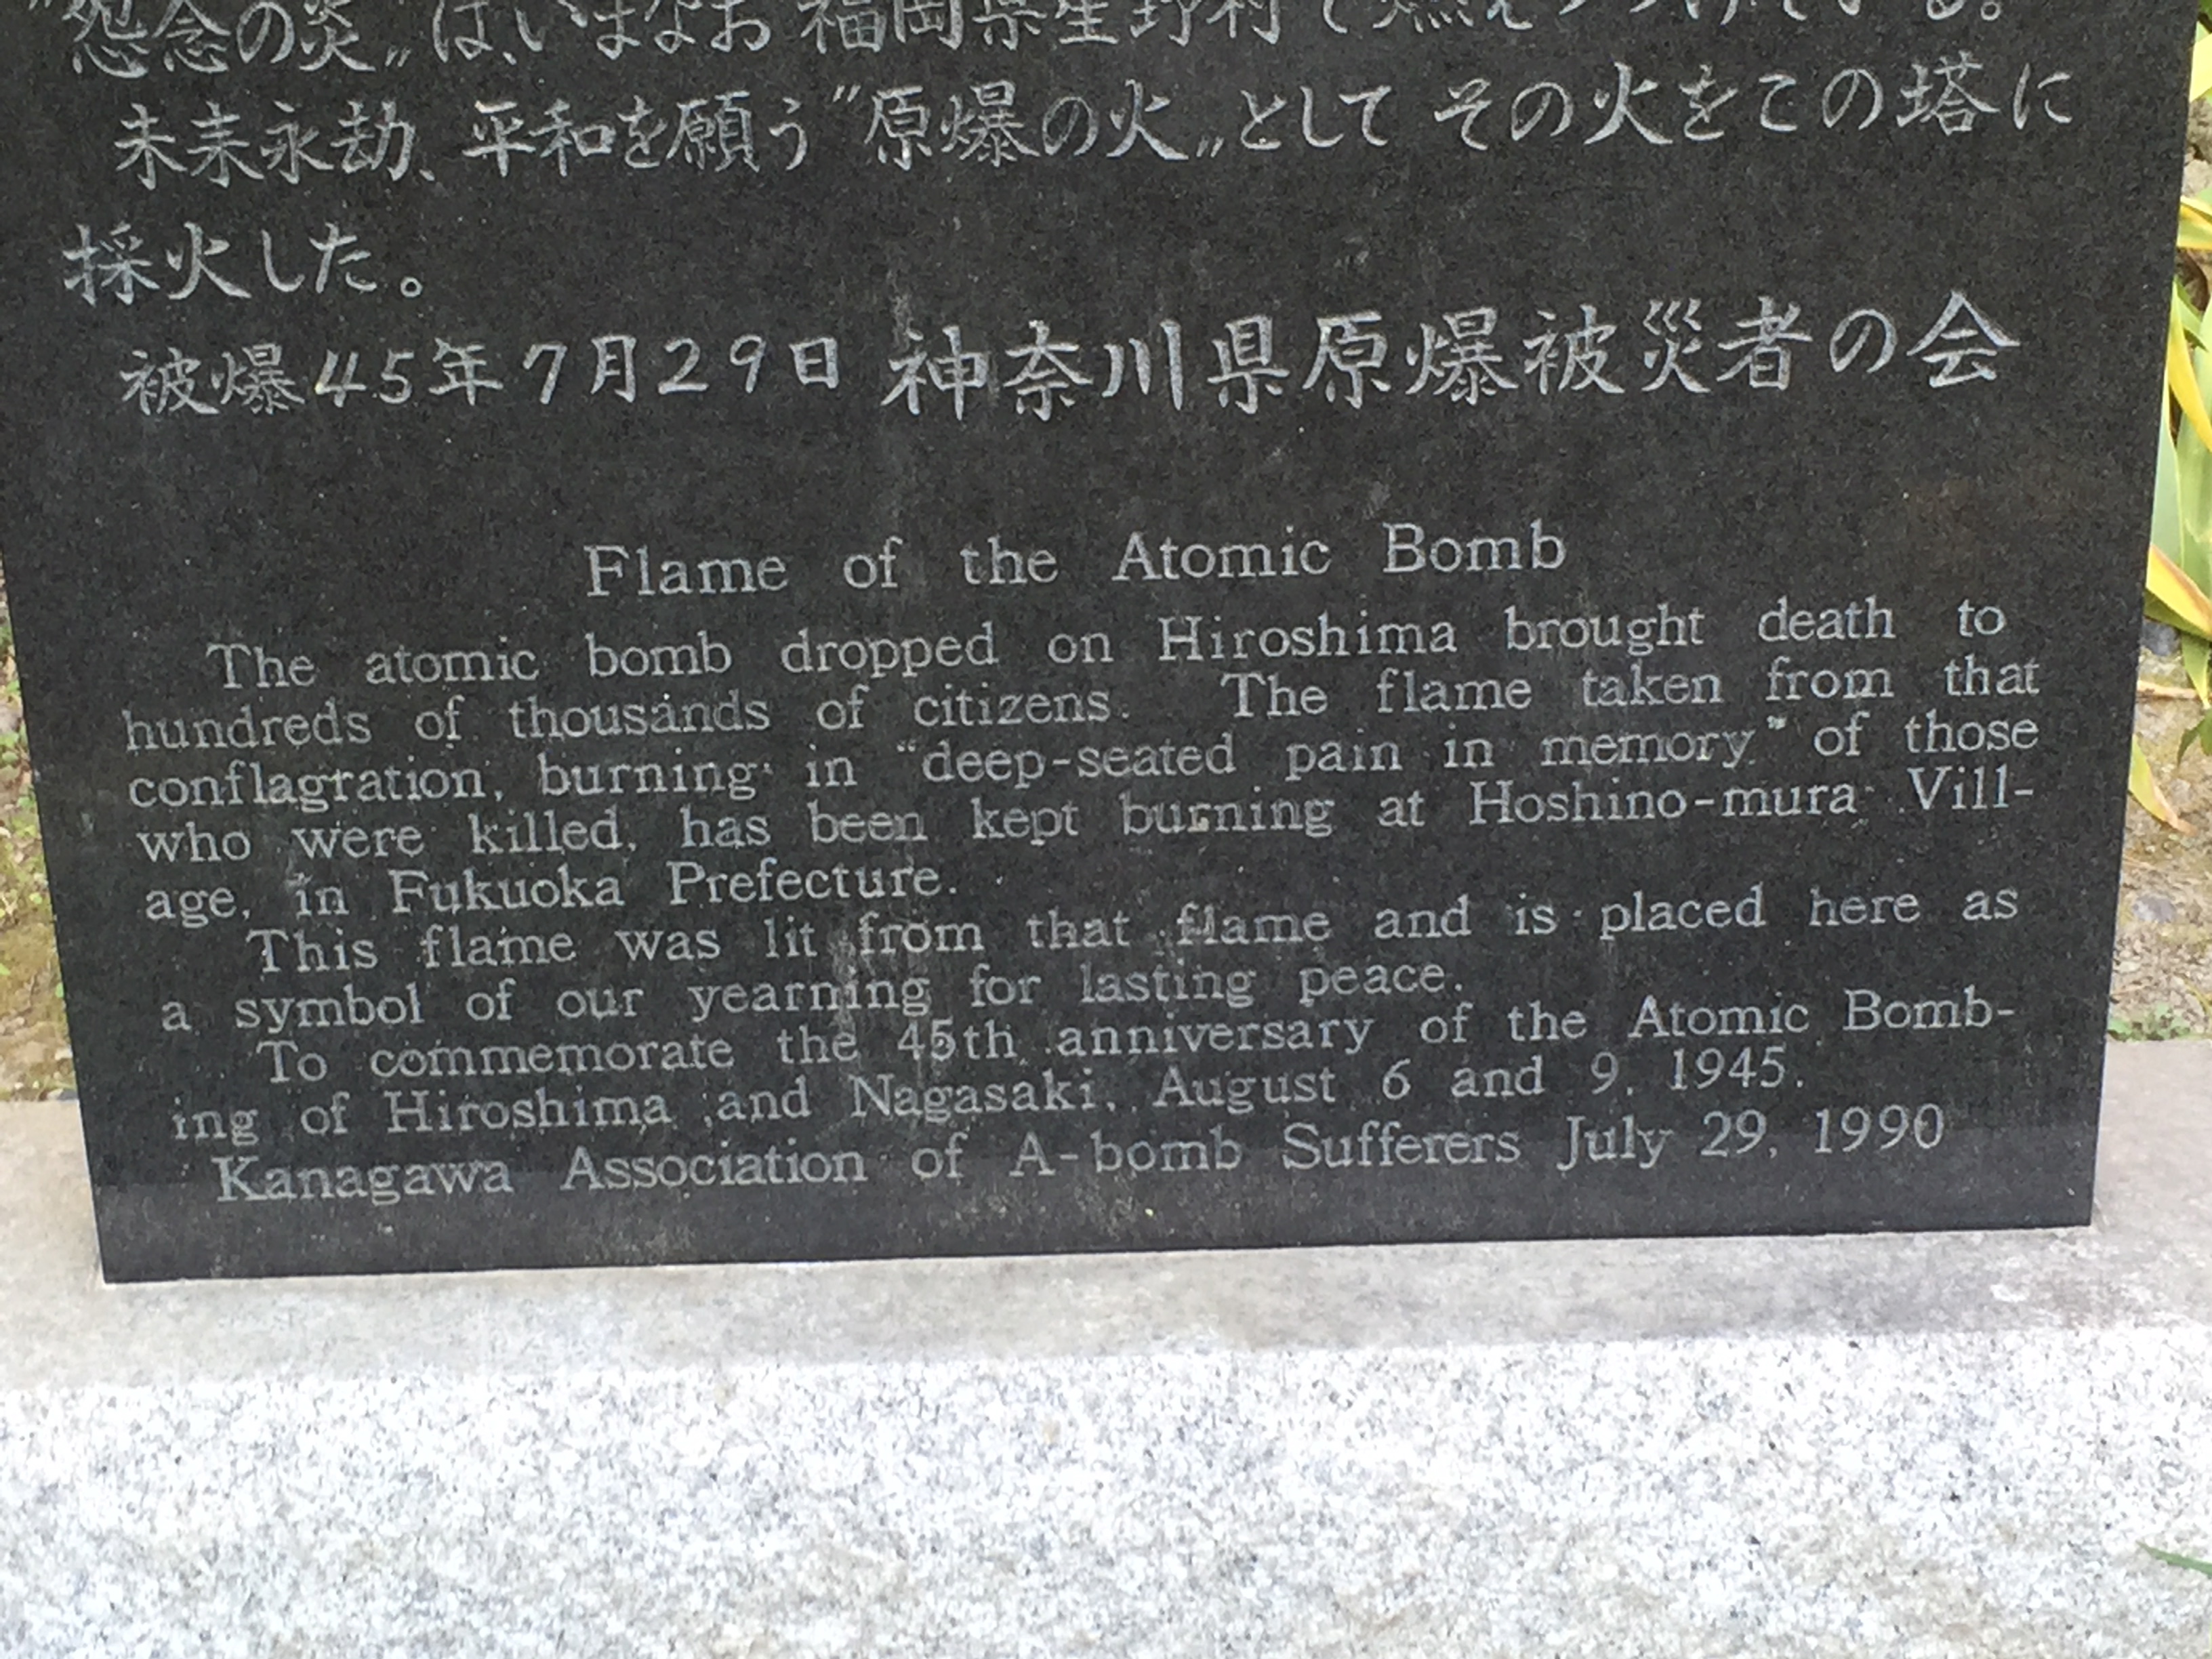 "怨念の炎"は、いまなお福岡県星野村で燃えつづけている。
未来永劫、平和を願う"原爆の火"として その火をこの塔に
採火した。
被爆45年7月29日 神奈川県原爆被災者の会
Flame of the Atomic Bomb
The atomic bomb dropped on Hiroshima brought death to
hundreds of thousands of citizens. The flame taken from that
conflagration, burning in "deep-seated pain in memory" of those
who were killed, has been kept burning at Hoshino-mura Vill-
age, in Fukuoka Prefecture.
This flame was lit from that flame and is placed here as
a symbol of our yearning for lasting peace.
To commemorate the 45th anniversary of the Atomic Bomb-
ing of Hiroshima and Nagasaki, August 6 and 9, 1945.
Kanagawa Association of A-bomb Sufferers July 29, 1990